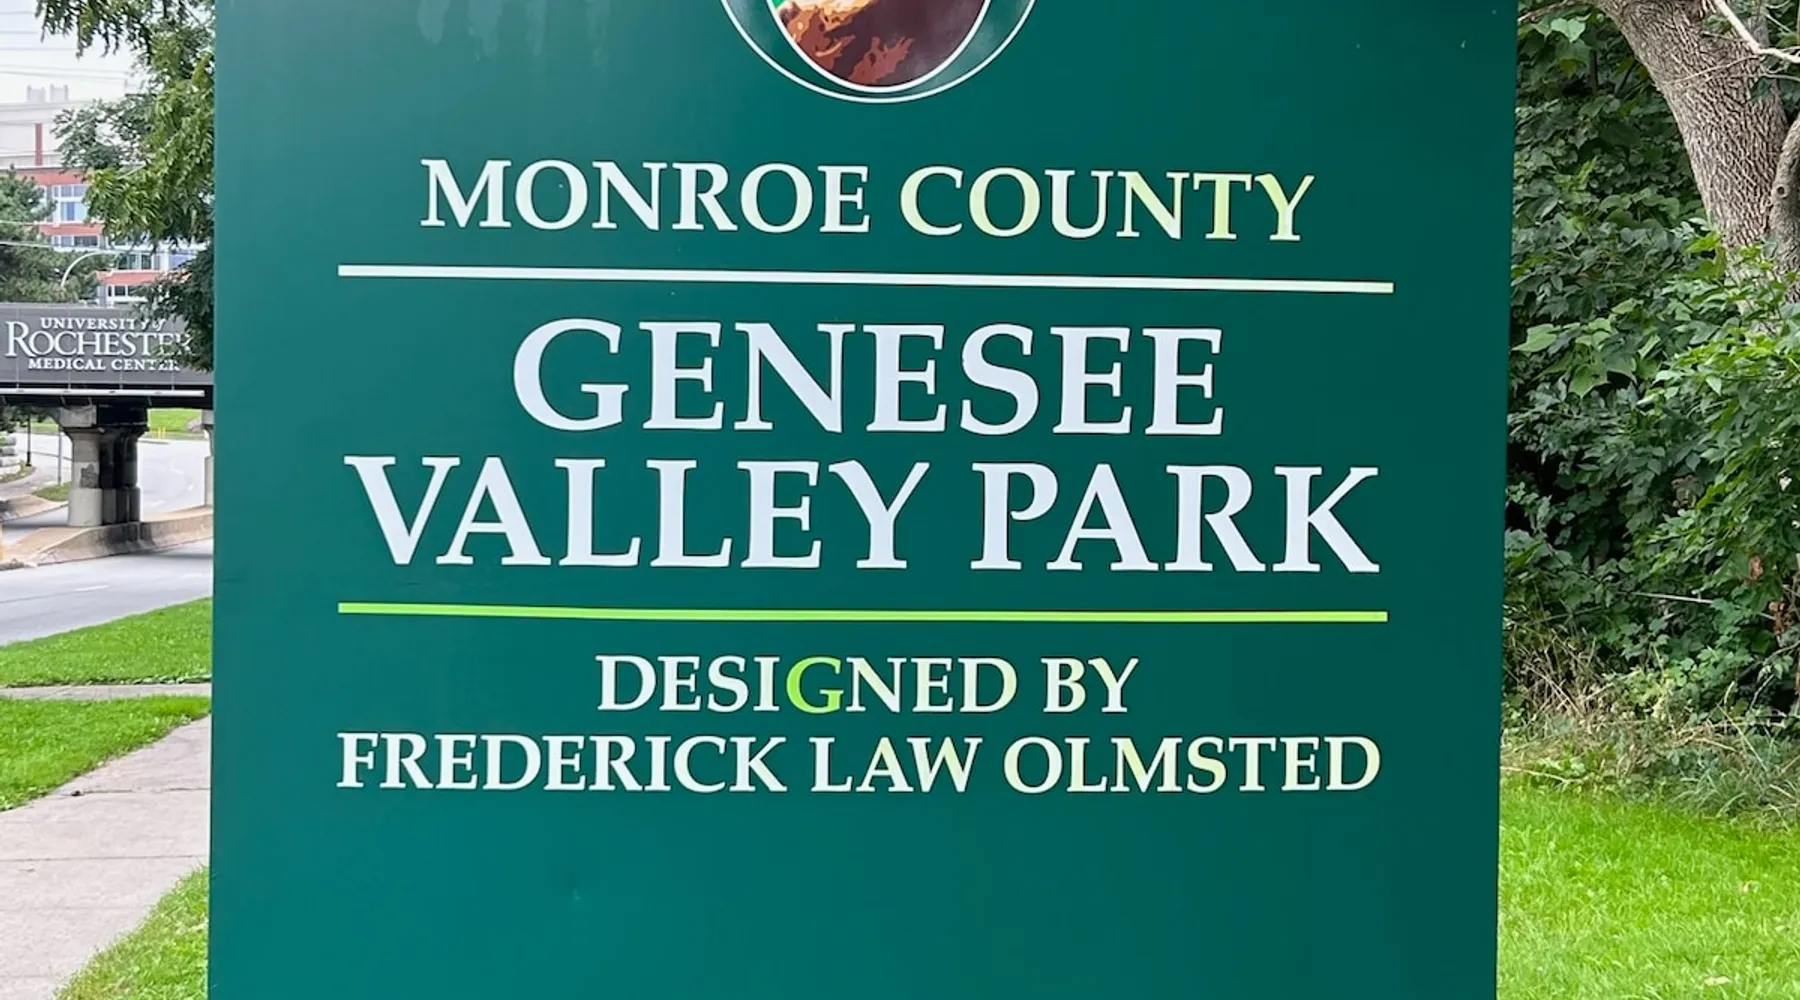 MONROE COUNTY
GENESEE
VALLEY PARK
DESIGNED BY
FREDERICK LAW OLMSTED
UNIVERSITY of
ROCHESTER
MEDICAL CENTER